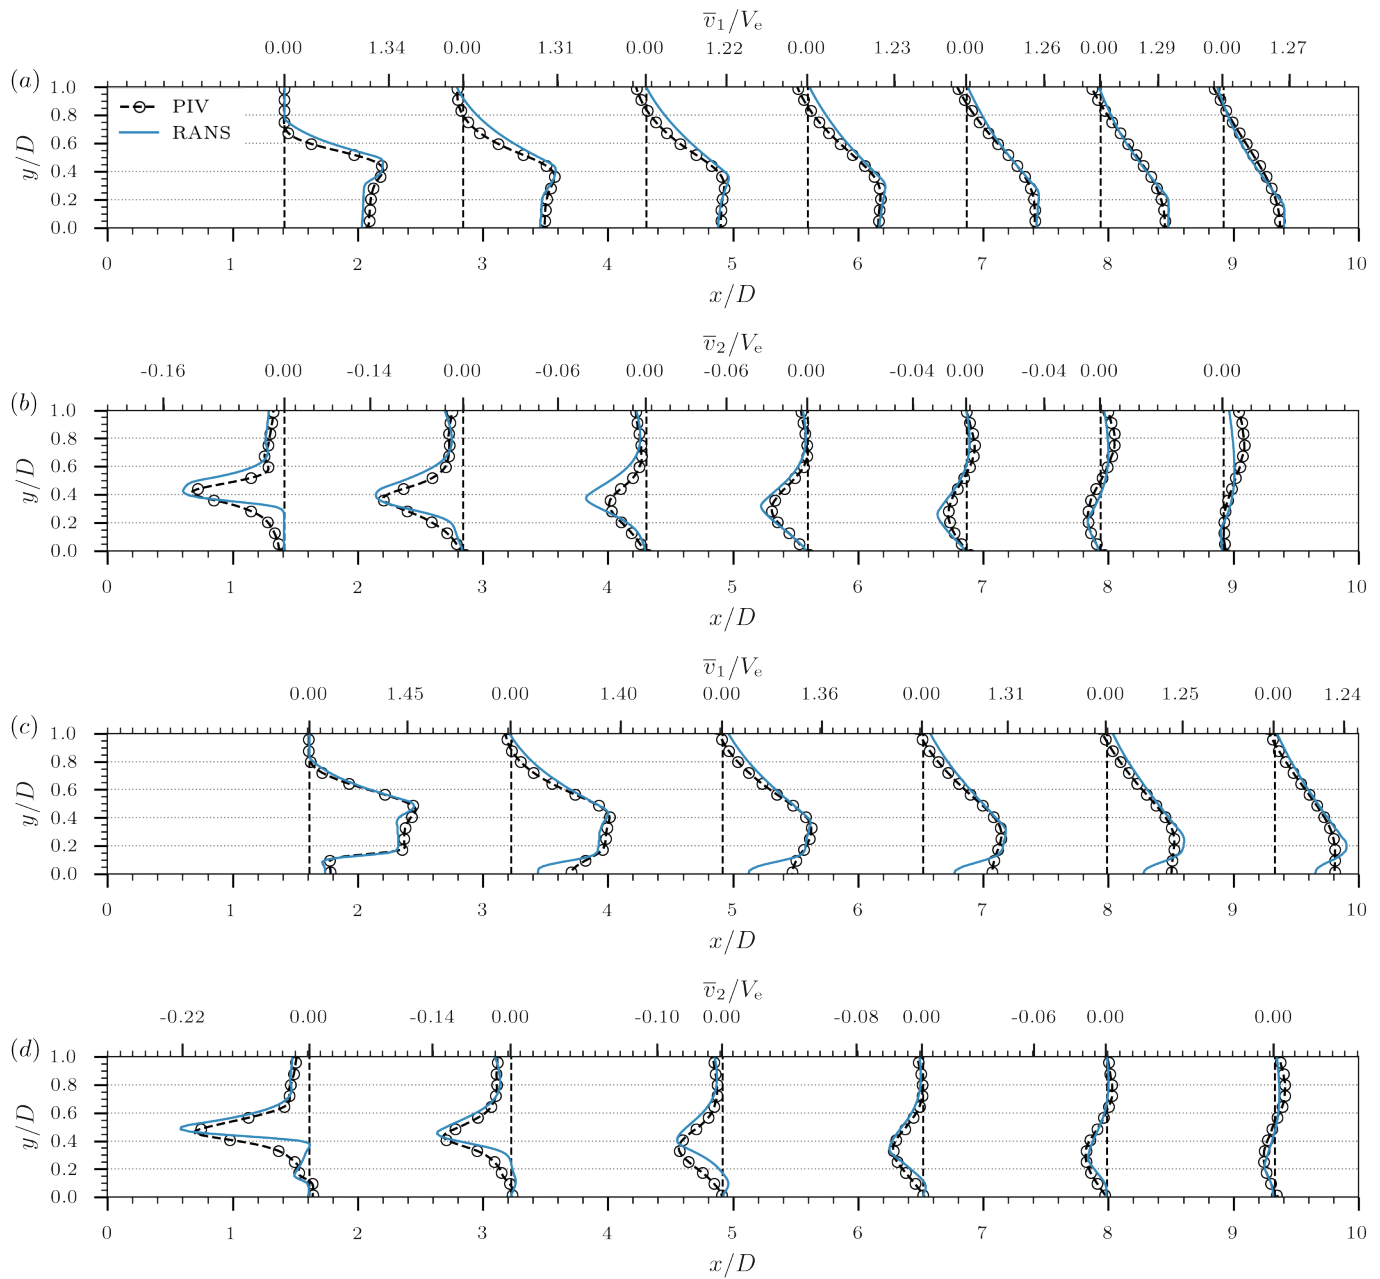 v̅₁/Vₑ
0.00 1.34 0.00 1.31 0.00 1.22 0.00 1.23 0.00 1.26 0.00 1.29 0.00 1.27
(a)
1.0
PIV
0.8
RANS
0.6
0.4
0.2
0.0
y/D
0 1 2 3 4 5 6 7 8 9 10
x/D
v̅₂/Vₑ
-0.16 0.00 -0.14 0.00 -0.06 0.00 -0.06 0.00 -0.04 0.00 -0.04 0.00 0.00
(b)
1.0
0.8
0.6
0.4
0.2
0.0
y/D
0 1 2 3 4 5 6 7 8 9 10
x/D
v̅₁/Vₑ
0.00 1.45 0.00 1.40 0.00 1.36 0.00 1.31 0.00 1.25 0.00 1.24
(c)
1.0
0.8
0.6
0.4
0.2
0.0
y/D
0 1 2 3 4 5 6 7 8 9 10
x/D
v̅₂/Vₑ
-0.22 0.00 -0.14 0.00 -0.10 0.00 -0.08 0.00 -0.06 0.00 0.00
(d)
1.0
0.8
0.6
0.4
0.2
0.0
y/D
0 1 2 3 4 5 6 7 8 9 10
x/D